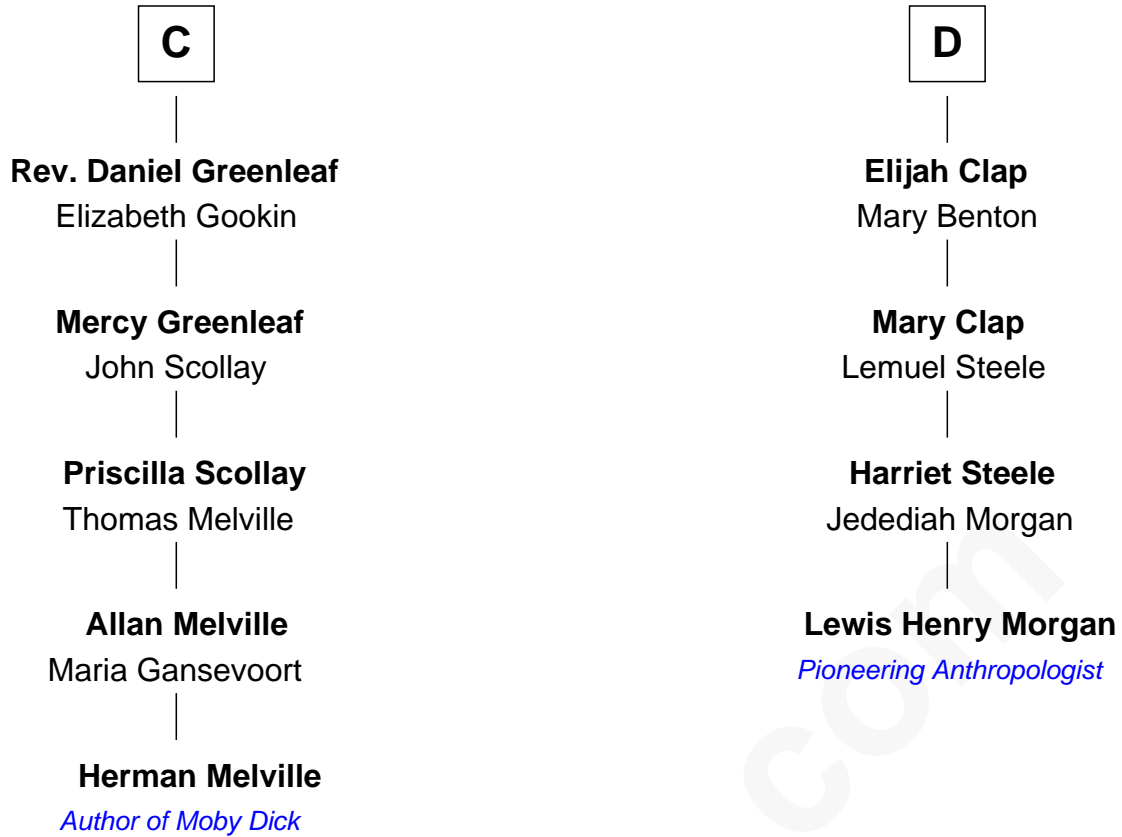 C
Rev. Daniel Greenleaf
Elizabeth Gookin
Mercy Greenleaf
John Scollay
Priscilla Scollay
Thomas Melville
Allan Melville
Maria Gansevoort
Herman Melville
Author of Moby Dick
D
Elijah Clap
Mary Benton
Mary Clap
Lemuel Steele
Harriet Steele
Jedediah Morgan
Lewis Henry Morgan
Pioneering Anthropologist
com